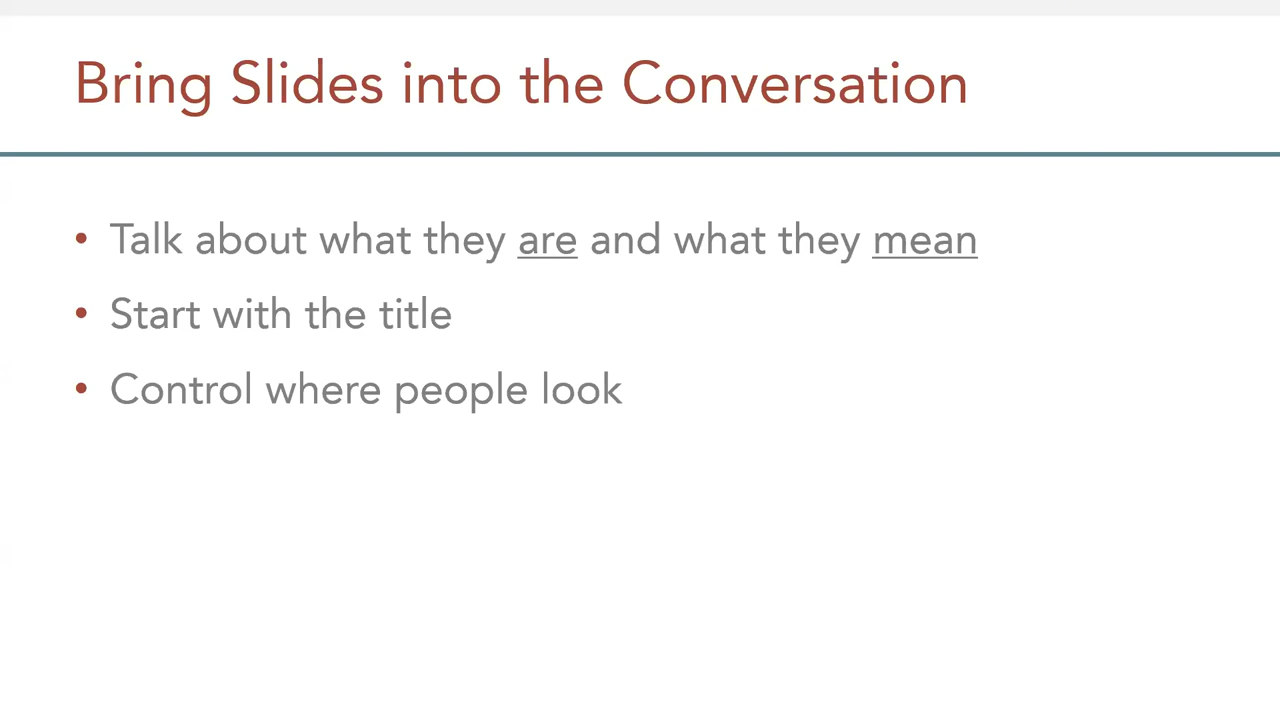 Bring Slides into the Conversation
• Talk about what they are and what they mean
• Start with the title
• Control where people look